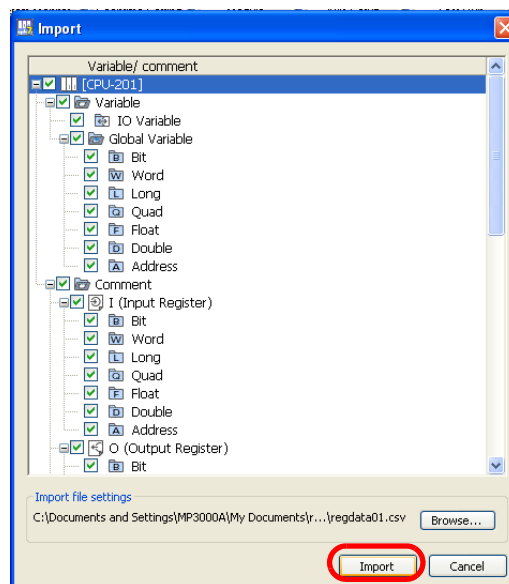 Import
Variable/ comment
[CPU-201]
Variable
IO Variable
Global Variable
B Bit
W Word
L Long
Q Quad
F Float
D Double
A Address
Comment
I (Input Register)
B Bit
W Word
L Long
Q Quad
F Float
D Double
A Address
O (Output Register)
B Bit
Import file settings
C:\Documents and Settings\MP3000A\My Documents\r...\regdata01.csv
Browse...
Import
Cancel